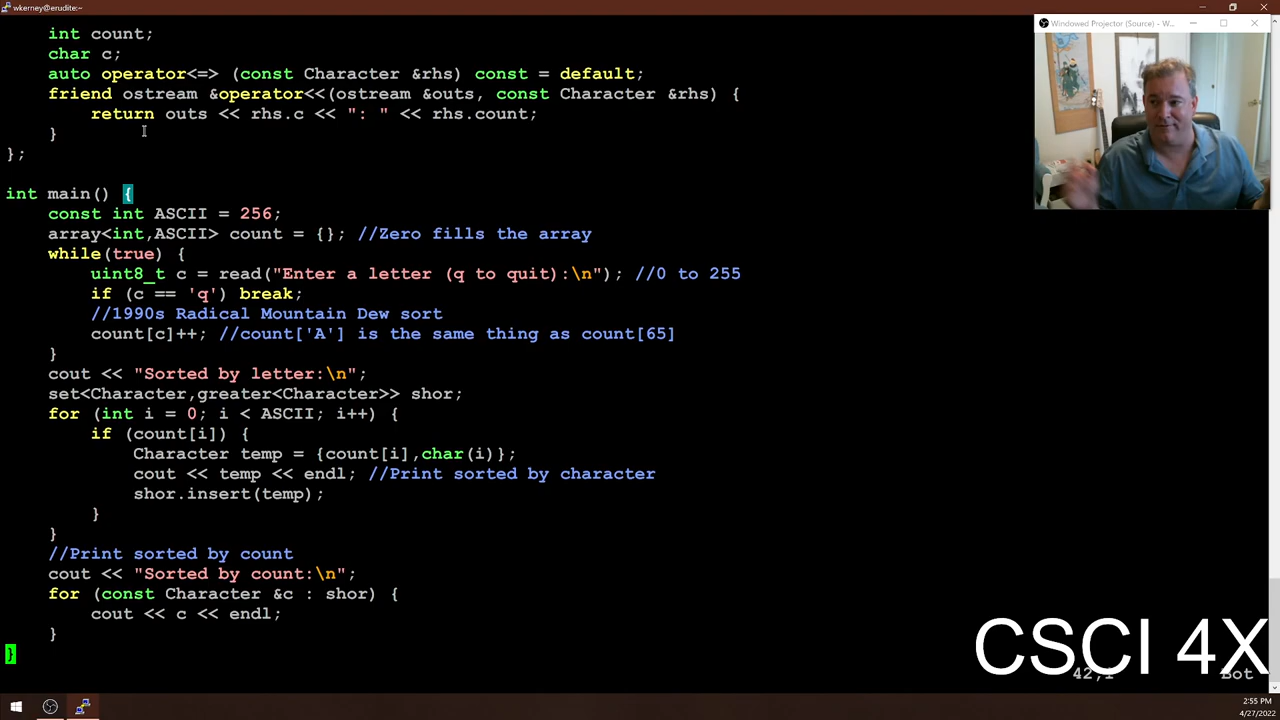 wkerney@erudite:~
Windowed Projector (Source) - W...
    int count;
    char c;
    auto operator<=> (const Character &rhs) const = default;
    friend ostream &operator<<(ostream &outs, const Character &rhs) {
        return outs << rhs.c << ": " << rhs.count;
    }
};
int main() {
    const int ASCII = 256;
    array<int,ASCII> count = {}; //Zero fills the array
    while(true) {
        uint8_t c = read("Enter a letter (q to quit):\n"); //0 to 255
        if (c == 'q') break;
        //1990s Radical Mountain Dew sort
        count[c]++; //count['A'] is the same thing as count[65]
    }
    cout << "Sorted by letter:\n";
    set<Character,greater<Character>> shor;
    for (int i = 0; i < ASCII; i++) {
        if (count[i]) {
            Character temp = {count[i],char(i)};
            cout << temp << endl; //Print sorted by character
            shor.insert(temp);
        }
    }
    //Print sorted by count
    cout << "Sorted by count:\n";
    for (const Character &c : shor) {
        cout << c << endl;
    }
}
CSCI 4X
42,1 Bot
2:55 PM
4/27/2022